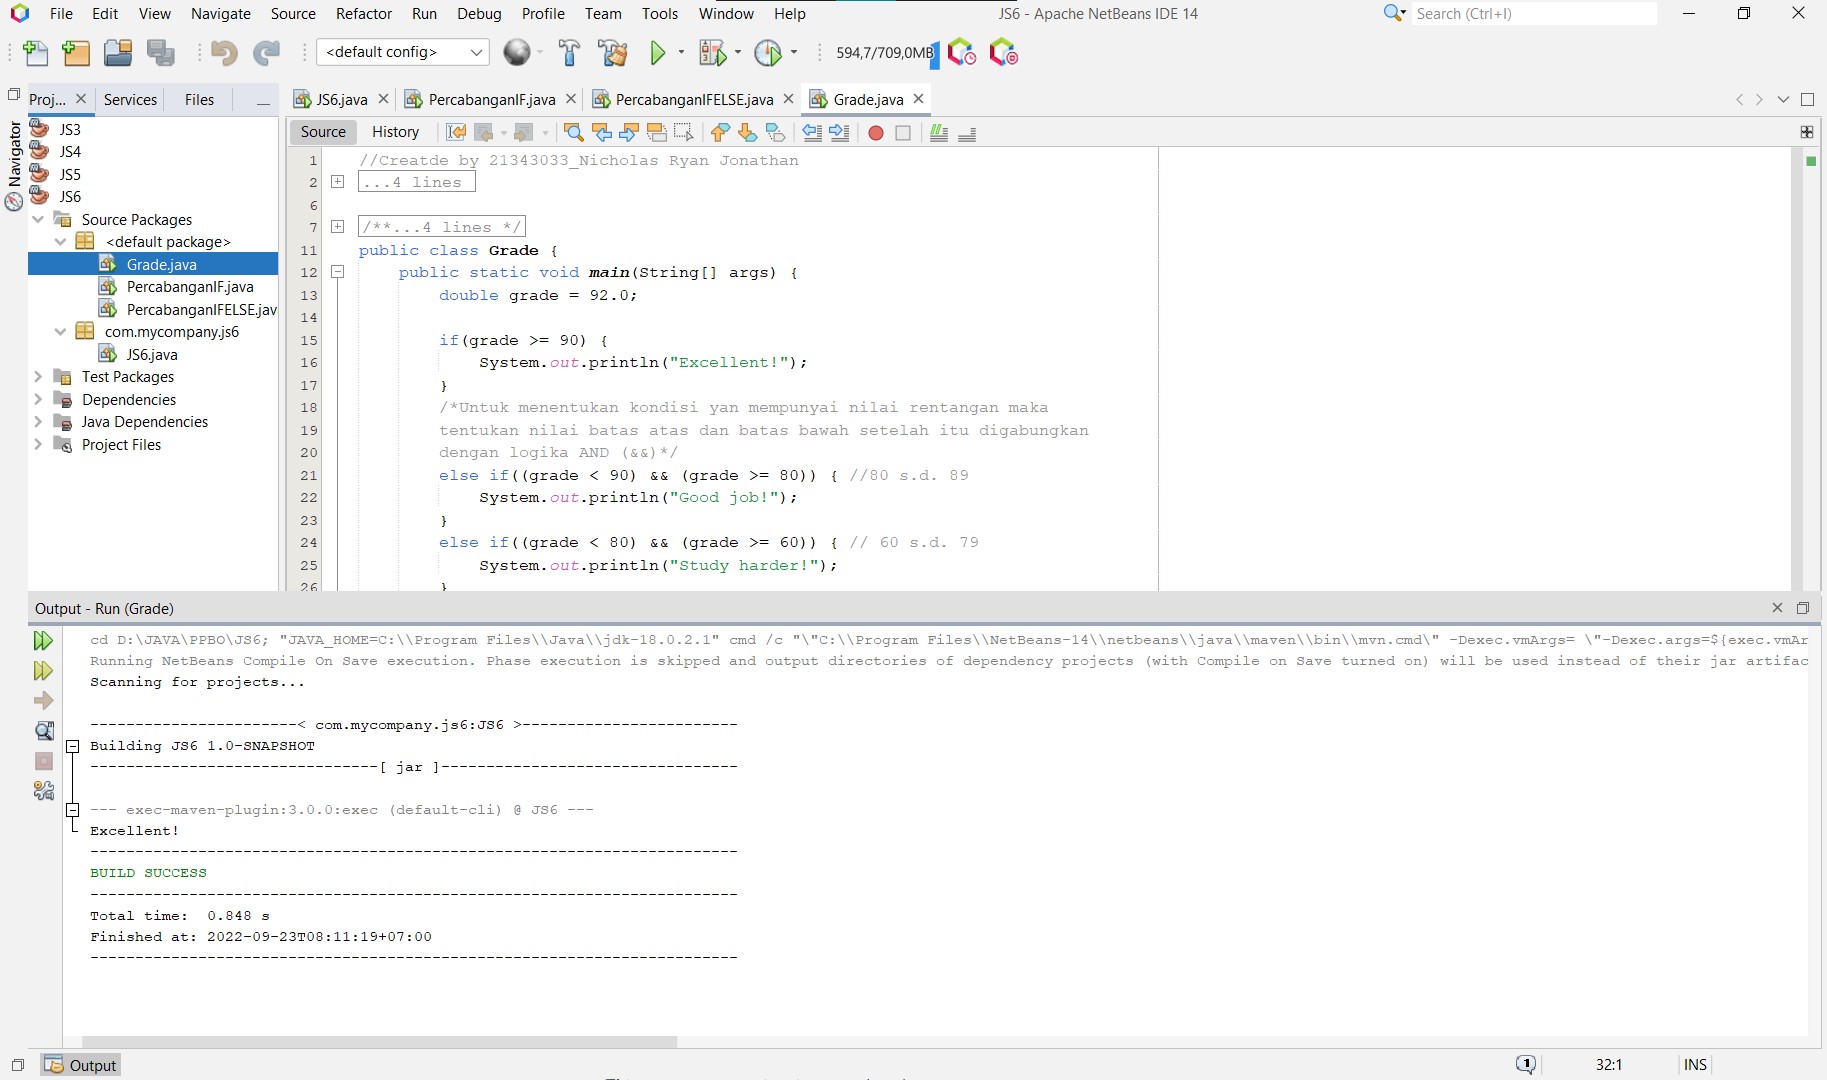 File Edit View Navigate Source Refactor Run Debug Profile Team Tools Window Help JS6 - Apache NetBeans IDE 14 Search (Ctrl+I)
<default config> 594,7/709,0MB
Proj... Services Files JS6.java PercabanganIF.java PercabanganIFELSE.java Grade.java
Navigator
JS3
JS4
JS5
JS6
Source Packages
<default package>
Grade.java
PercabanganIF.java
PercabanganIFELSE.jav
com.mycompany.js6
JS6.java
Test Packages
Dependencies
Java Dependencies
Project Files
Source History
1 //Creatde by 21343033_Nicholas Ryan Jonathan
2 ...4 lines
6
7 /**...4 lines */
11 public class Grade {
12 public static void main(String[] args) {
13 double grade = 92.0;
14
15 if(grade >= 90) {
16 System.out.println("Excellent!");
17 }
18 /*Untuk menentukan kondisi yan mempunyai nilai rentangan maka
19 tentukan nilai batas atas dan batas bawah setelah itu digabungkan
20 dengan logika AND (&&)*/
21 else if((grade < 90) && (grade >= 80)) { //80 s.d. 89
22 System.out.println("Good job!");
23 }
24 else if((grade < 80) && (grade >= 60)) { // 60 s.d. 79
25 System.out.println("Study harder!");
26 }
Output - Run (Grade)
cd D:\JAVA\PPBO\JS6; "JAVA_HOME=C:\\Program Files\\Java\\jdk-18.0.2.1" cmd /c "\"C:\\Program Files\\NetBeans-14\\netbeans\\java\\maven\\bin\\mvn.cmd\" -Dexec.vmArgs= \"-Dexec.args=${exec.vmAr
Running NetBeans Compile On Save execution. Phase execution is skipped and output directories of dependency projects (with Compile on Save turned on) will be used instead of their jar artifac
Scanning for projects...
-----------------------< com.mycompany.js6:JS6 >------------------------
Building JS6 1.0-SNAPSHOT
--------------------------------[ jar ]---------------------------------
--- exec-maven-plugin:3.0.0:exec (default-cli) @ JS6 ---
Excellent!
------------------------------------------------------------------------
BUILD SUCCESS
------------------------------------------------------------------------
Total time:  0.848 s
Finished at: 2022-09-23T08:11:19+07:00
------------------------------------------------------------------------
Output 1 32:1 INS